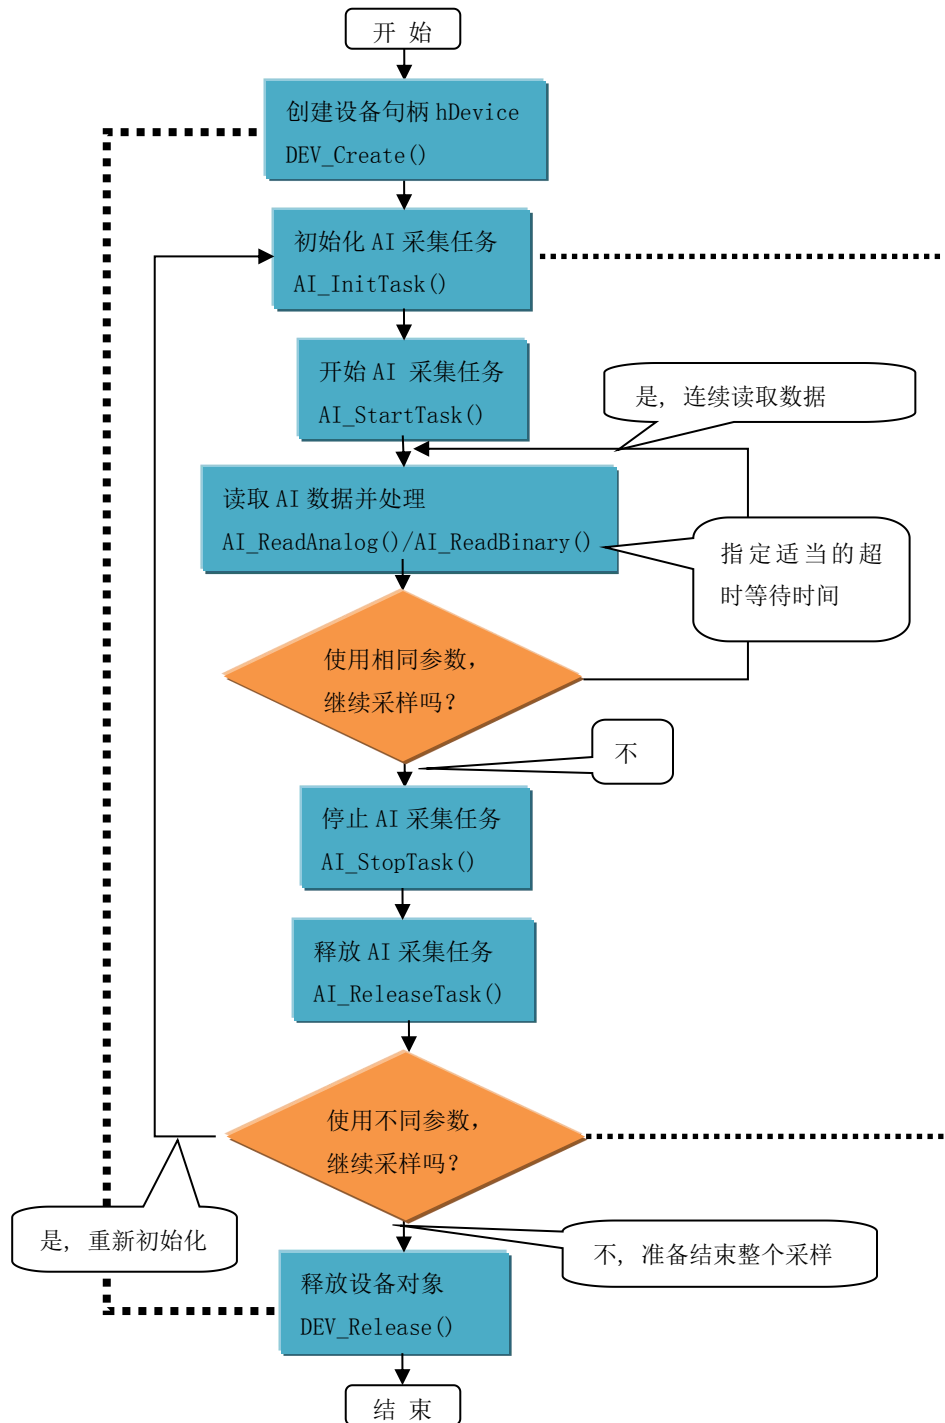 开 始
创建设备句柄 hDevice
DEV_Create()
初始化 AI 采集任务
AI_InitTask()
开始 AI 采集任务
AI_StartTask()
是, 连续读取数据
读取 AI 数据并处理
AI_ReadAnalog()/AI_ReadBinary()
指定适当的超
时等待时间
使用相同参数,
继续采样吗?
不
停止 AI 采集任务
AI_StopTask()
释放 AI 采集任务
AI_ReleaseTask()
使用不同参数,
继续采样吗?
是, 重新初始化
不, 准备结束整个采样
释放设备对象
DEV_Release()
结 束